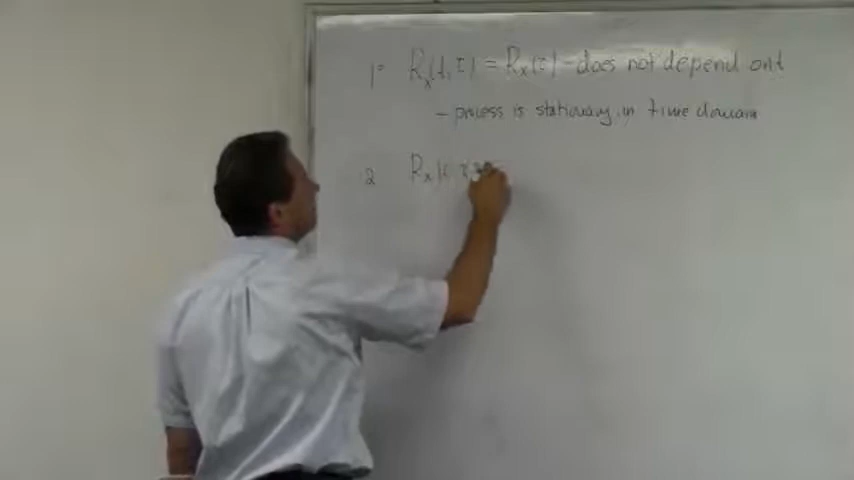 1° Rx(t, τ) = Rx(τ) - does not depend on t
- process is stationary in time domain
2 Rx(t, τ